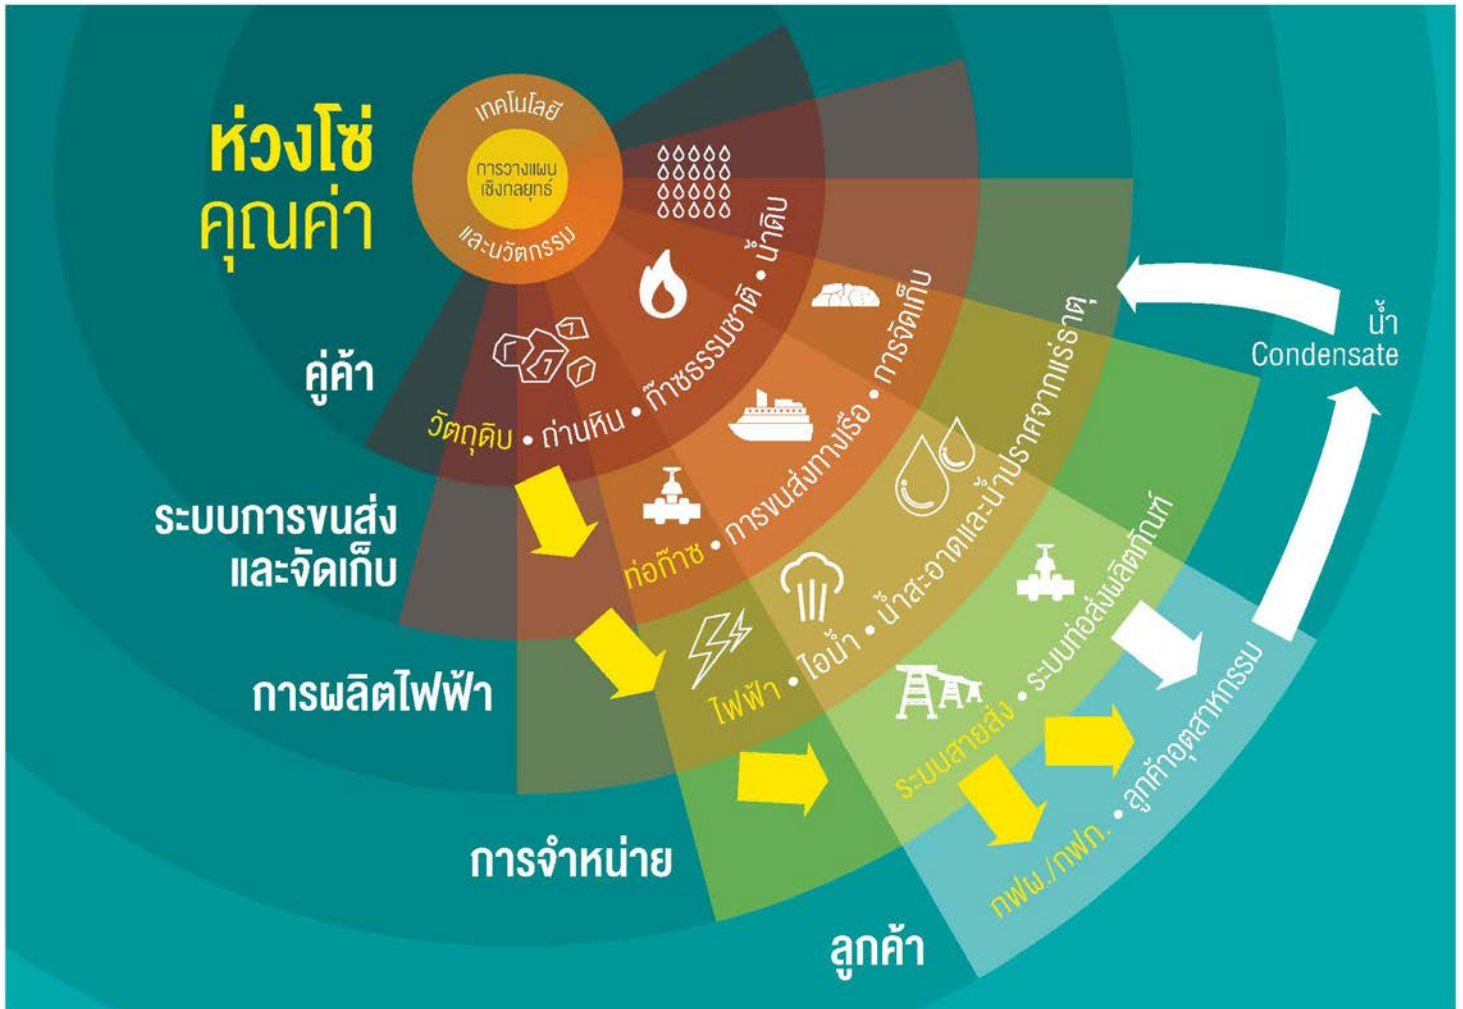 ห่วงโซ่
คุณค่า
เทคโนโลยี
การวางแผน
เชิงกลยุทธ์
และนวัตกรรม
คู่ค้า
วัตถุดิบ • ถ่านหิน • ก๊าซธรรมชาติ • น้ำดิบ
ระบบการขนส่ง
และจัดเก็บ
ท่อก๊าซ • การขนส่งทางเรือ • การจัดเก็บ
การผลิตไฟฟ้า
ไฟฟ้า • ไอน้ำ • น้ำสะอาดและน้ำปราศจากแร่ธาตุ
การจำหน่าย
ระบบสายส่ง • ระบบท่อส่งผลิตภัณฑ์
ลูกค้า
กฟผ./กฟภ. • ลูกค้าอุตสาหกรรม
น้ำ
Condensate